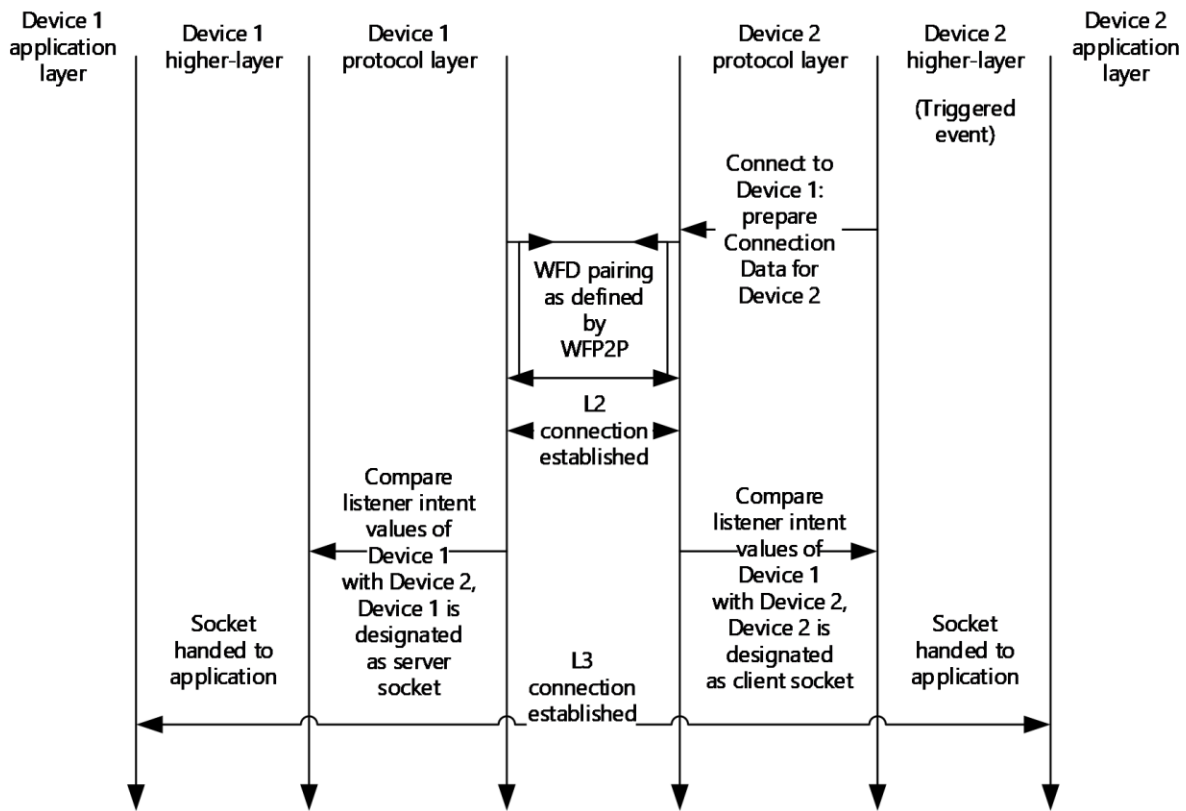 Device 1
application
layer
Device 1
higher-layer
Device 1
protocol layer
Device 2
protocol layer
Device 2
higher-layer
(Triggered
event)
Device 2
application
layer
Connect to
Device 1:
prepare
Connection
Data for
Device 2
WFD pairing
as defined
by
WFP2P
L2
connection
established
Compare
listener intent
values of
Device 1
with Device 2,
Device 1 is
designated
as server
socket
Compare
listener intent
values of
Device 1
with Device 2,
Device 2 is
designated
as client socket
Socket
handed to
application
L3
connection
established
Socket
handed to
application